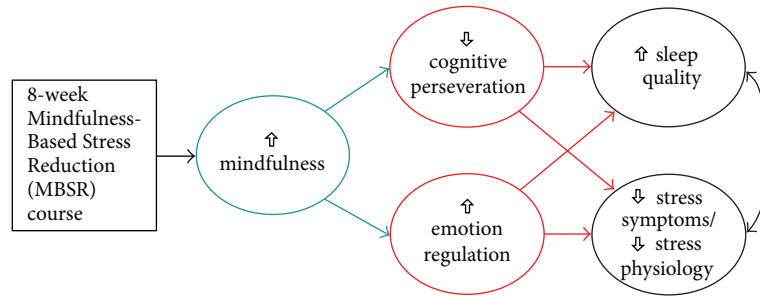 8-week
Mindfulness-
Based Stress
Reduction
(MBSR)
course
⇧
mindfulness
⇩
cognitive
perseveration
⇧
emotion
regulation
⇧ sleep
quality
⇩ stress
symptoms/
⇩ stress
physiology